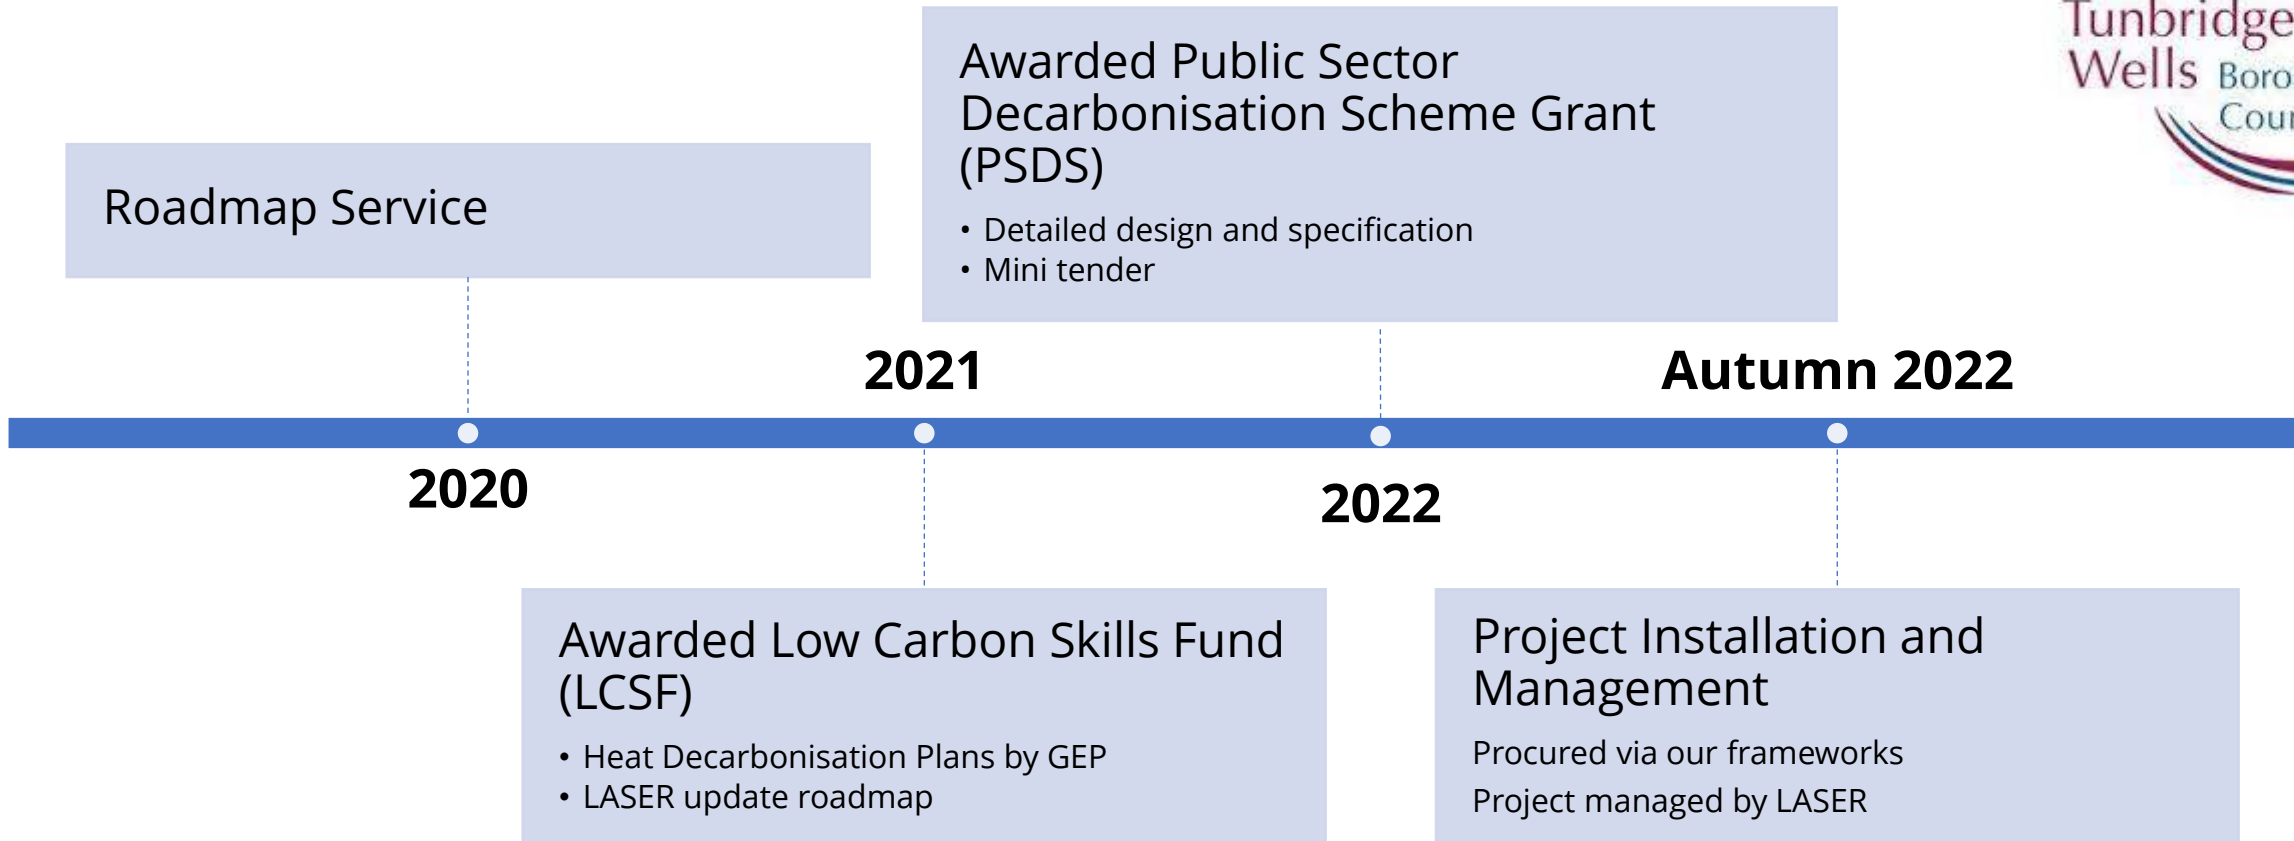 Tunbridge
Wells
Roadmap Service
2020
2021
Awarded Low Carbon Skills Fund
(LCSF)
• Heat Decarbonisation Plans by GEP
• LASER update roadmap
Awarded Public Sector
Decarbonisation Scheme Grant
(PSDS)
• Detailed design and specification
• Mini tender
2022
Autumn 2022
Project Installation and
Management
Procured via our frameworks
Project managed by LASER